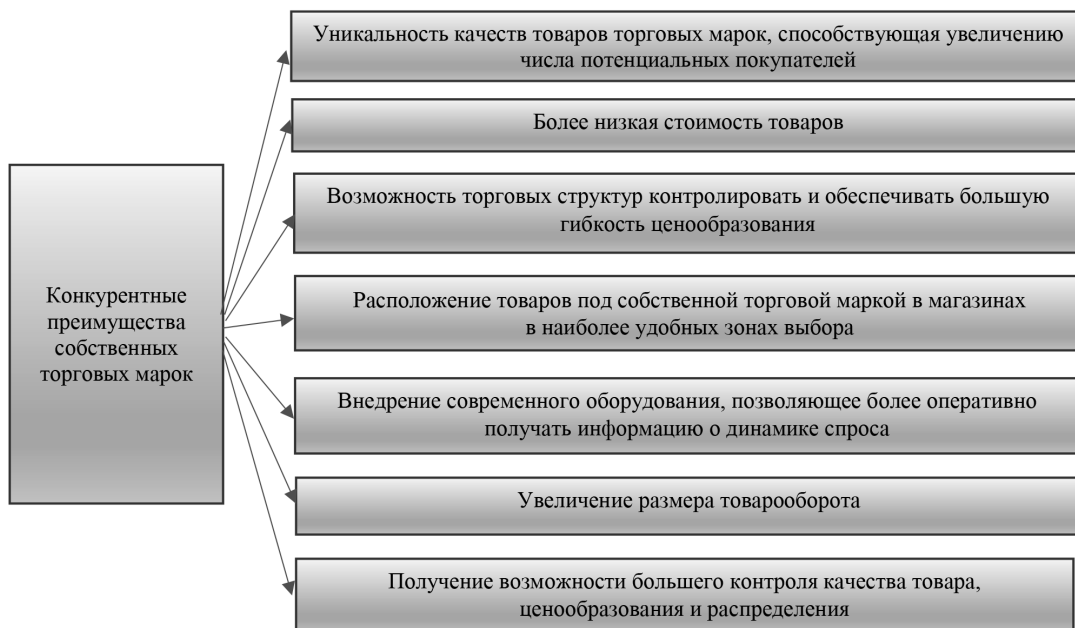 Уникальность качеств товаров торговых марок, способствующая увеличению
числа потенциальных покупателей
Более низкая стоимость товаров
Возможность торговых структур контролировать и обеспечивать большую
гибкость ценообразования
Конкурентные
преимущества
собственных
торговых марок
Расположение товаров под собственной торговой маркой в магазинах
в наиболее удобных зонах выбора
Внедрение современного оборудования, позволяющее более оперативно
получать информацию о динамике спроса
Увеличение размера товарооборота
Получение возможности большего контроля качества товара,
ценообразования и распределения